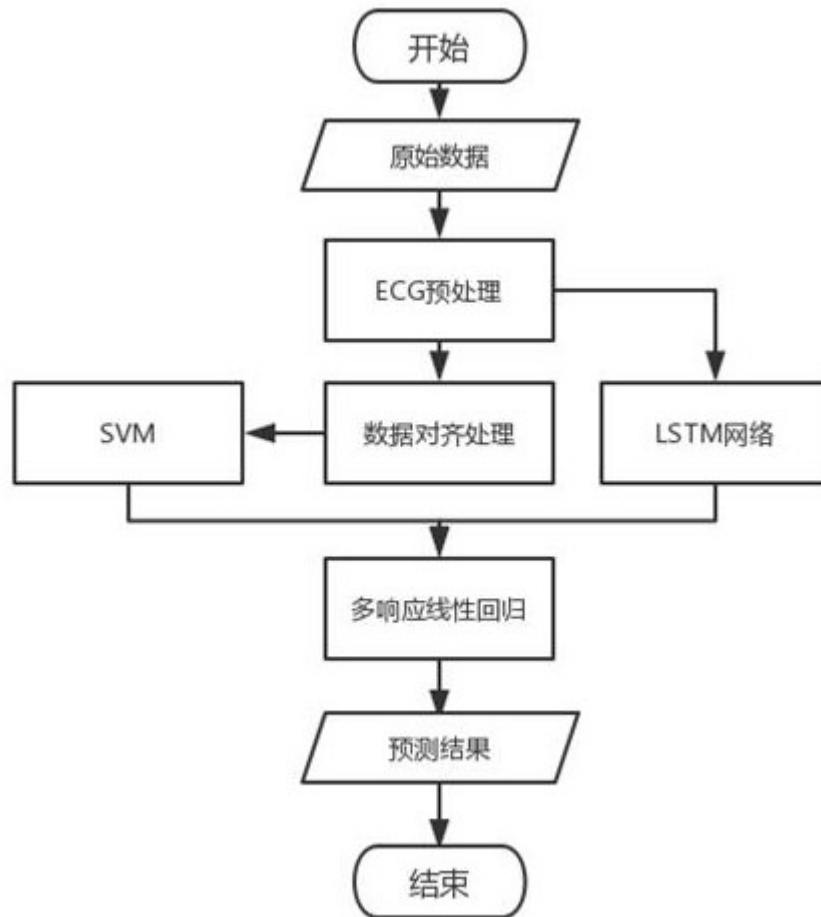 开始
原始数据
ECG预处理
SVM
数据对齐处理
LSTM网络
多响应线性回归
预测结果
结束